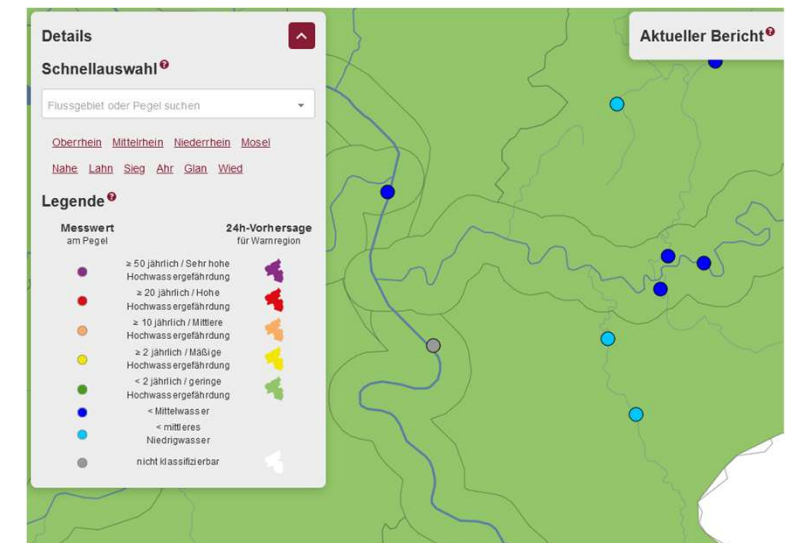 Details
Aktueller Bericht?
Schnellauswahl?
Flussgebiet oder Pegel suchen
Oberrhein Mittelrhein Niederrhein Mosel
Nahe Lahn Sieg Ahr Glan Wied
Legende?
Messwert 24h-Vorhersage
am Pegel für Warnregion
≥ 50 jährlich / Sehr hohe
Hochwassergefährdung
≥ 20 jährlich / Hohe
Hochwassergefährdung
≥ 10 jährlich / Mittlere
Hochwassergefährdung
≥ 2 jährlich / Mäßige
Hochwassergefährdung
< 2 jährlich / geringe
Hochwassergefährdung
< Mittelwasser
< mittleres
Niedrigwasser
nicht klassifizierbar